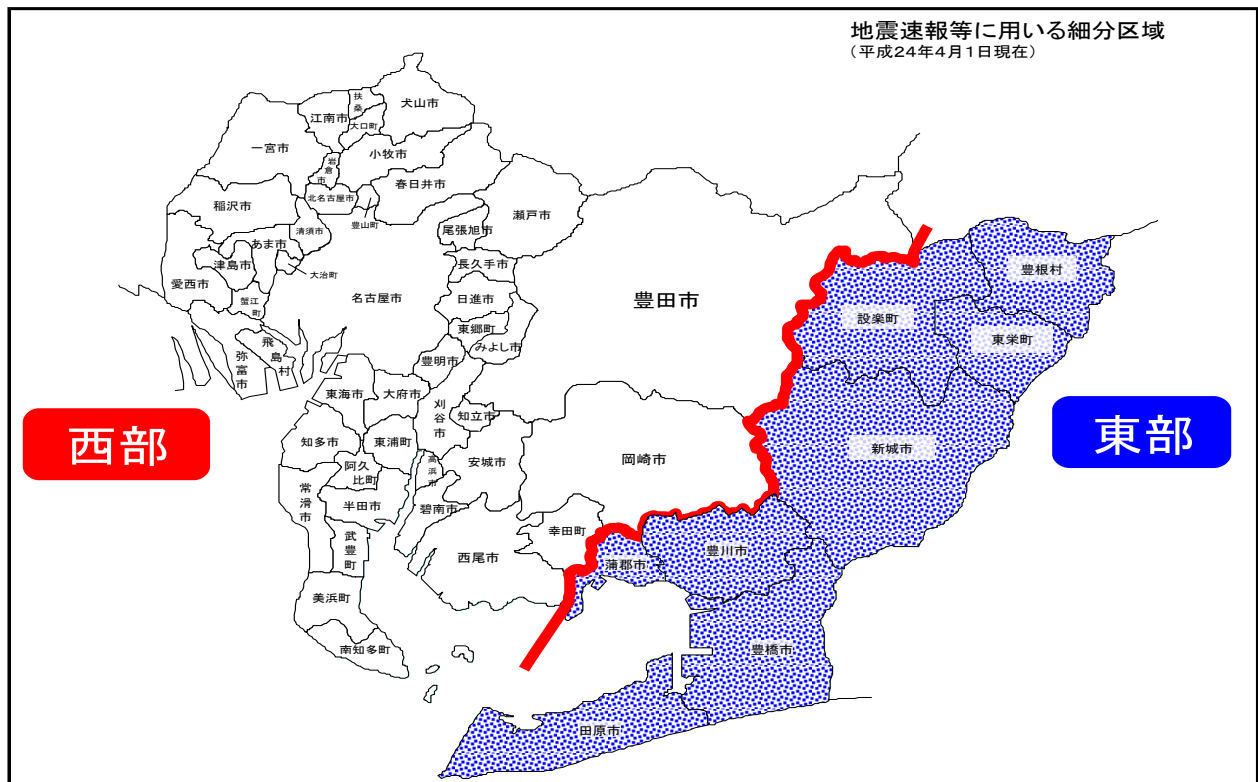 地震速報等に用いる細分区域
（平成24年4月1日現在）
扶桑
犬山市
江南市
大口町
一宮市
小牧市
岩倉市
春日井市
北名古屋市
稲沢市
豊山町
瀬戸市
清須市
尾張旭市
あま市
津島市
大治町
長久手市
愛西市
名古屋市
日進市
蟹江町
東郷町
飛島村
みよし市
弥富市
豊明市
豊田市
豊根村
設楽町
東栄町
東海市
大府市
刈谷市
知立市
西部
東部
知多市
東浦町
安城市
岡崎市
新城市
阿久比町
高浜市
常滑市
半田市
碧南市
武豊町
幸田町
西尾市
豊川市
蒲郡市
美浜町
南知多町
豊橋市
田原市